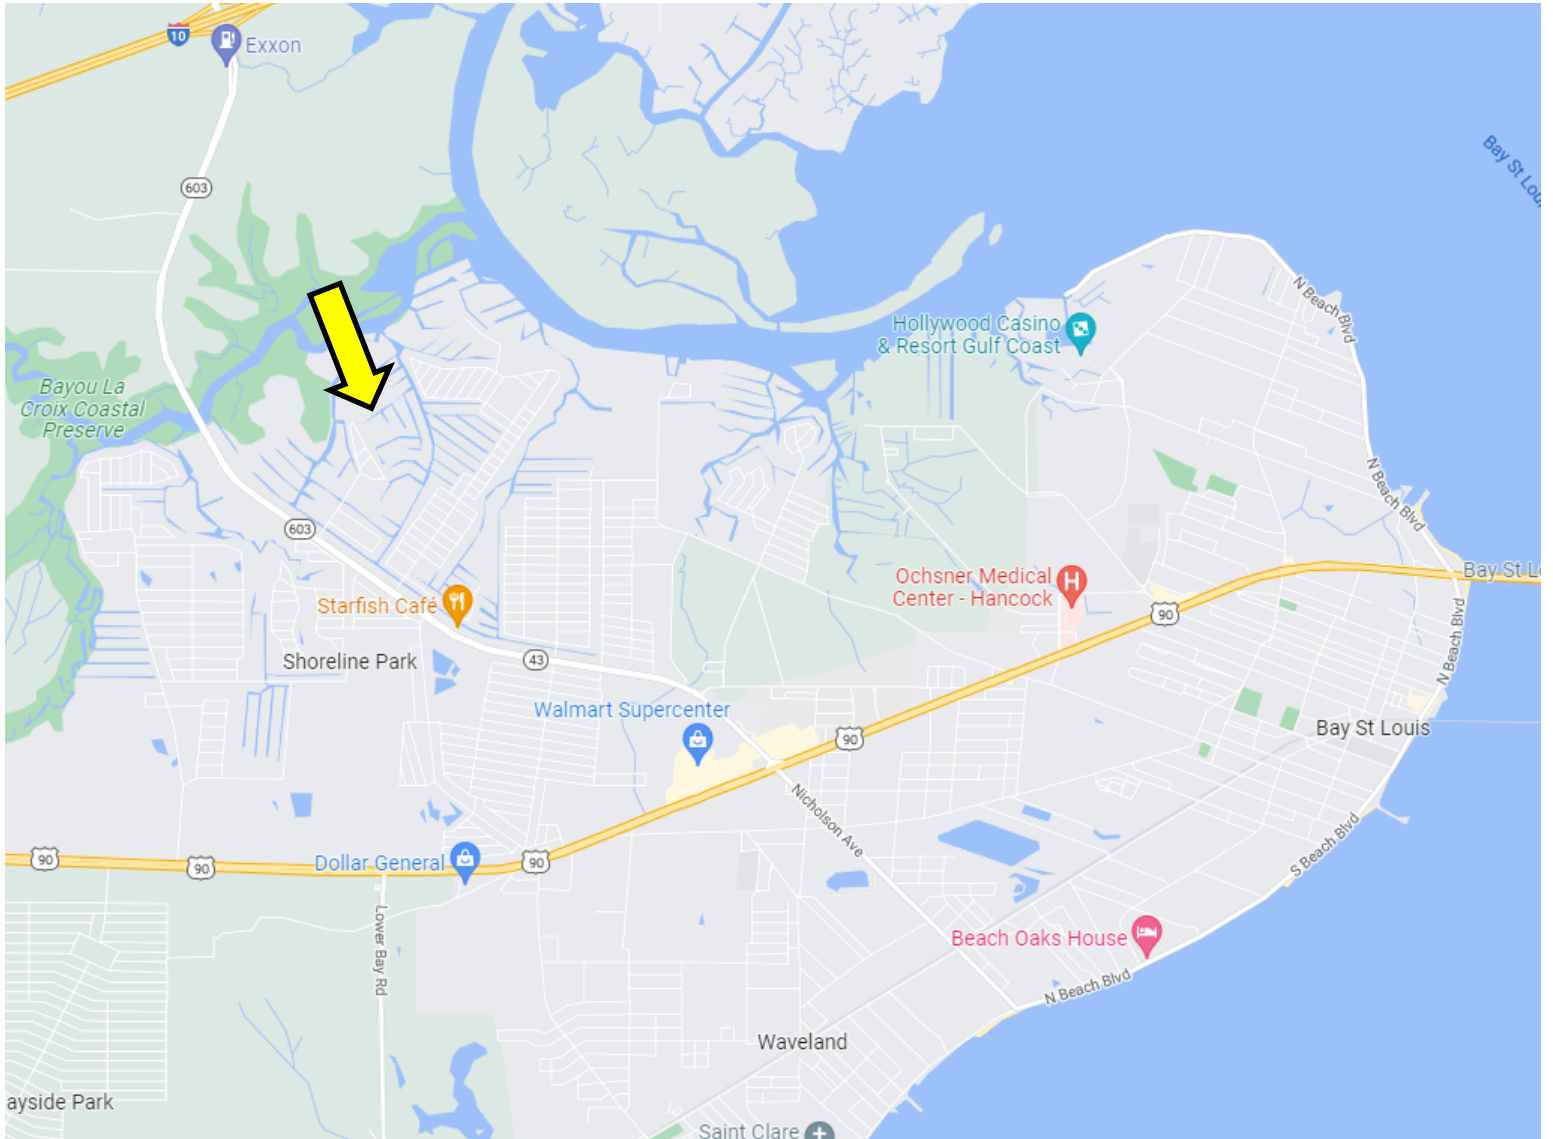 10
Exxon
Bay St Lou
603
N Beach Blvd
Hollywood Casino
& Resort Gulf Coast
Bayou La
Croix Coastal
Preserve
N Beach Blvd
603
Ochsner Medical
Center - Hancock
Bay St Lo
Starfish Café
90
N Beach Blvd
Shoreline Park
43
Walmart Supercenter
90
Bay St Louis
Nicholson Ave
S Beach Blvd
90
90
Dollar General
90
Lower Bay Rd
Beach Oaks House
N Beach Blvd
Waveland
ayside Park
Saint Clare